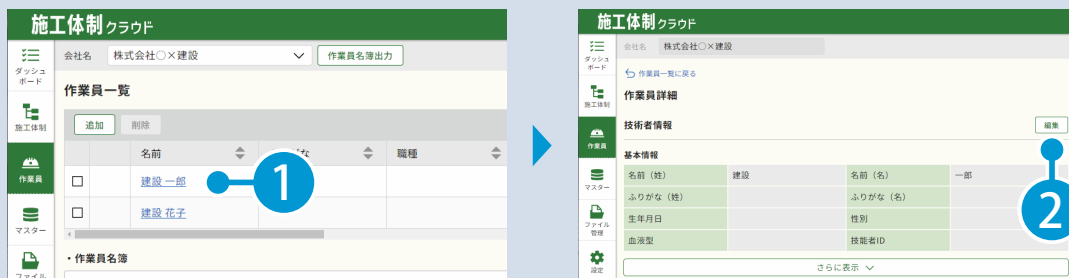 施工体制クラウド
ダッシュ
ボード
施工体制
作業員
マスター
ファイル
会社名 株式会社○×建設 作業員名簿出力
作業員一覧
追加 削除
名前 職種
建設 一郎
1
建設 花子
・作業員名簿
施工体制クラウド
ダッシュ
ボード
施工体制
作業員
マスター
ファイル
管理
設定
会社名 株式会社○×建設
作業員一覧に戻る
作業員詳細
技術者情報 編集
基本情報
名前（姓） 建設 名前（名） 一郎
ふりがな（姓） ふりがな（名）
生年月日 性別
血液型 技能者ID
2
さらに表示